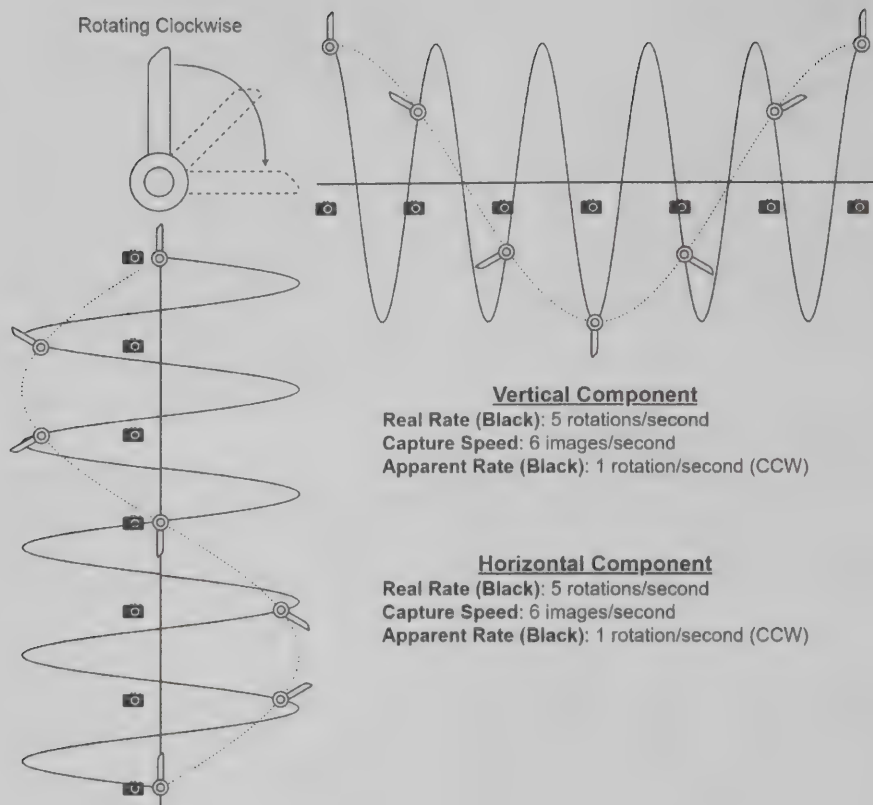 Rotating Clockwise
Vertical Component
Real Rate (Black): 5 rotations/second
Capture Speed: 6 images/second
Apparent Rate (Black): 1 rotation/second (CCW)
Horizontal Component
Real Rate (Black): 5 rotations/second
Capture Speed: 6 images/second
Apparent Rate (Black): 1 rotation/second (CCW)